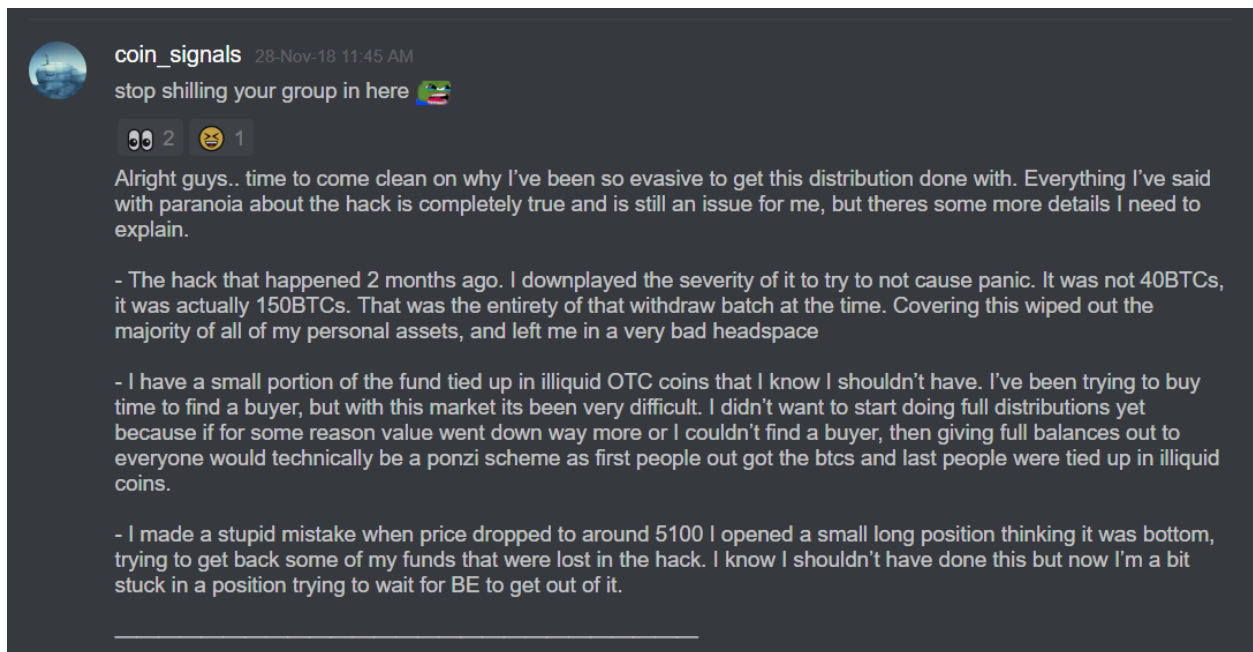 coin_signals 28-Nov-18 11:45 AM
stop shilling your group in here
2 1
Alright guys.. time to come clean on why I’ve been so evasive to get this distribution done with. Everything I’ve said
with paranoia about the hack is completely true and is still an issue for me, but theres some more details I need to
explain.
- The hack that happened 2 months ago. I downplayed the severity of it to try to not cause panic. It was not 40BTCs,
it was actually 150BTCs. That was the entirety of that withdraw batch at the time. Covering this wiped out the
majority of all of my personal assets, and left me in a very bad headspace
- I have a small portion of the fund tied up in illiquid OTC coins that I know I shouldn’t have. I’ve been trying to buy
time to find a buyer, but with this market its been very difficult. I didn’t want to start doing full distributions yet
because if for some reason value went down way more or I couldn’t find a buyer, then giving full balances out to
everyone would technically be a ponzi scheme as first people out got the btcs and last people were tied up in illiquid
coins.
- I made a stupid mistake when price dropped to around 5100 I opened a small long position thinking it was bottom,
trying to get back some of my funds that were lost in the hack. I know I shouldn’t have done this but now I’m a bit
stuck in a position trying to wait for BE to get out of it.